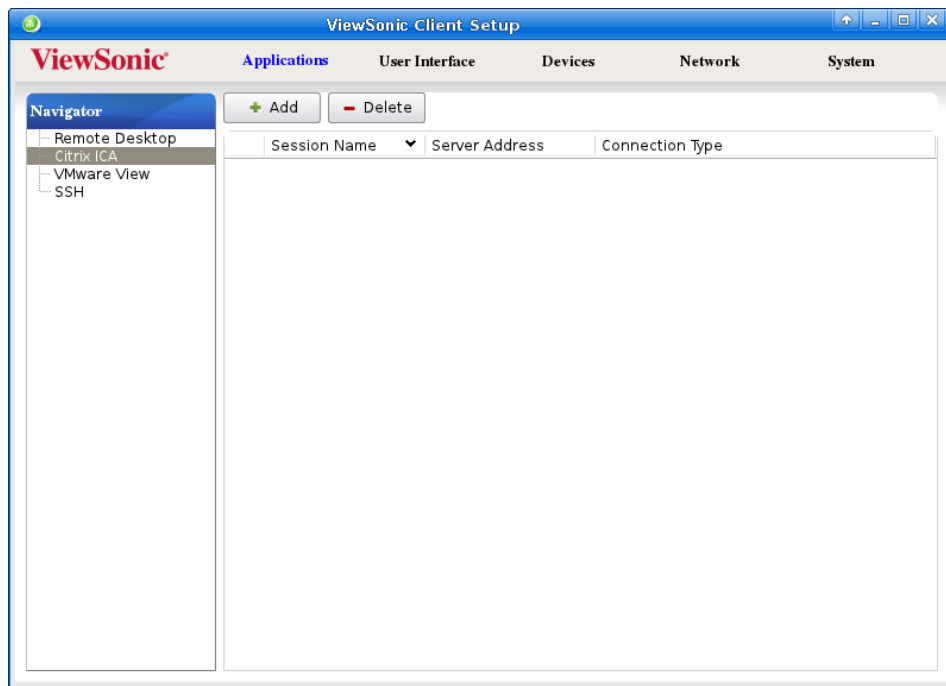 ViewSonic Client Setup
ViewSonic®
Applications User Interface Devices Network System
Navigator
Remote Desktop
Citrix ICA
VMware View
SSH
Add Delete
Session Name Server Address Connection Type